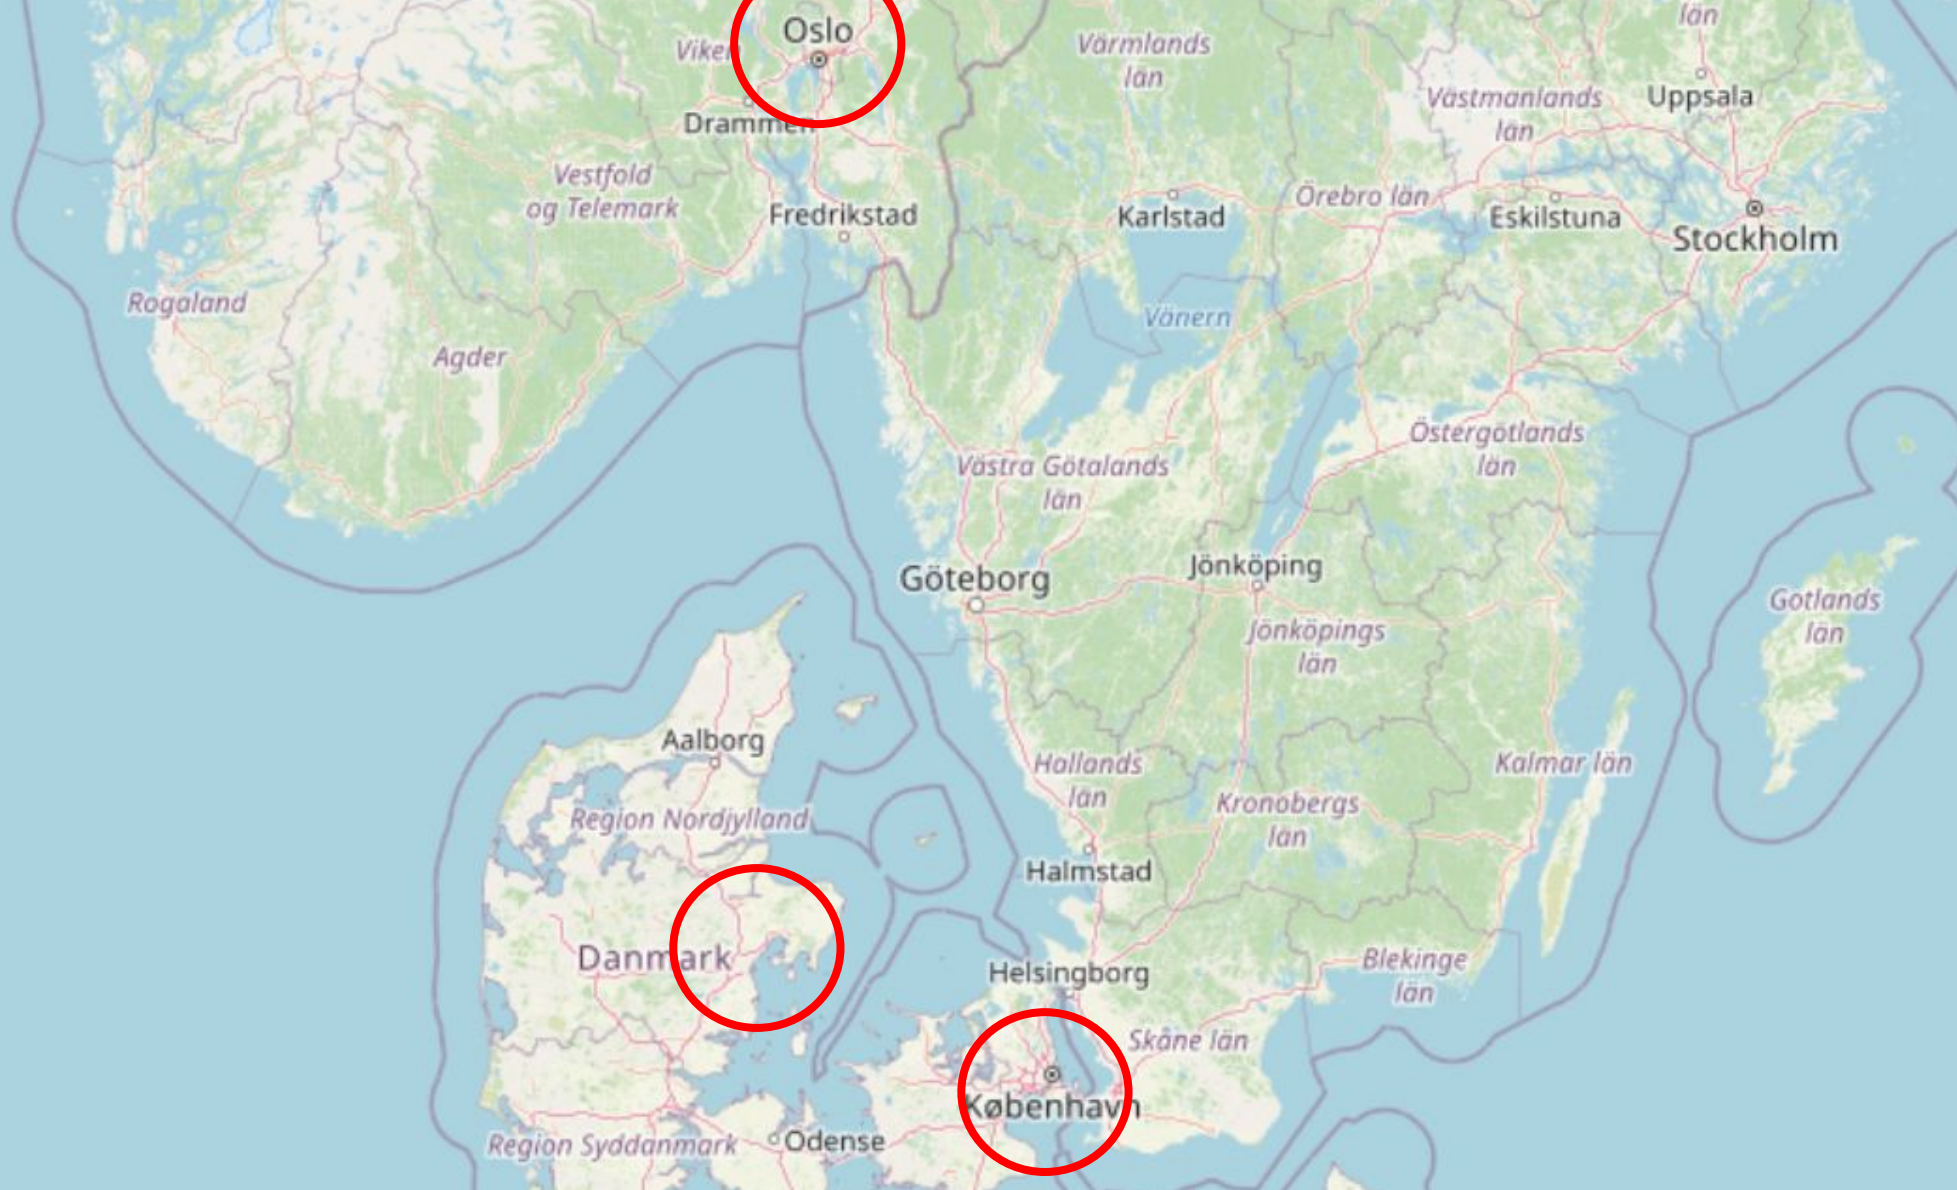 Oslo
Viken
Drammen
Vestfold
og Telemark
Fredrikstad
Rogaland
Agder
Värmlands
län
län
Västmanlands
län
Uppsala
Karlstad
Örebro län
Eskilstuna
Stockholm
Vänern
Västra Götalands
län
Östergötlands
län
Göteborg
Jönköping
Jönköpings
län
Gotlands
län
Aalborg
Region Nordjylland
Hallands
län
Kronobergs
län
Kalmar län
Halmstad
Danmark
Helsingborg
Blekinge
län
Skåne län
København
Region Syddanmark
Odense